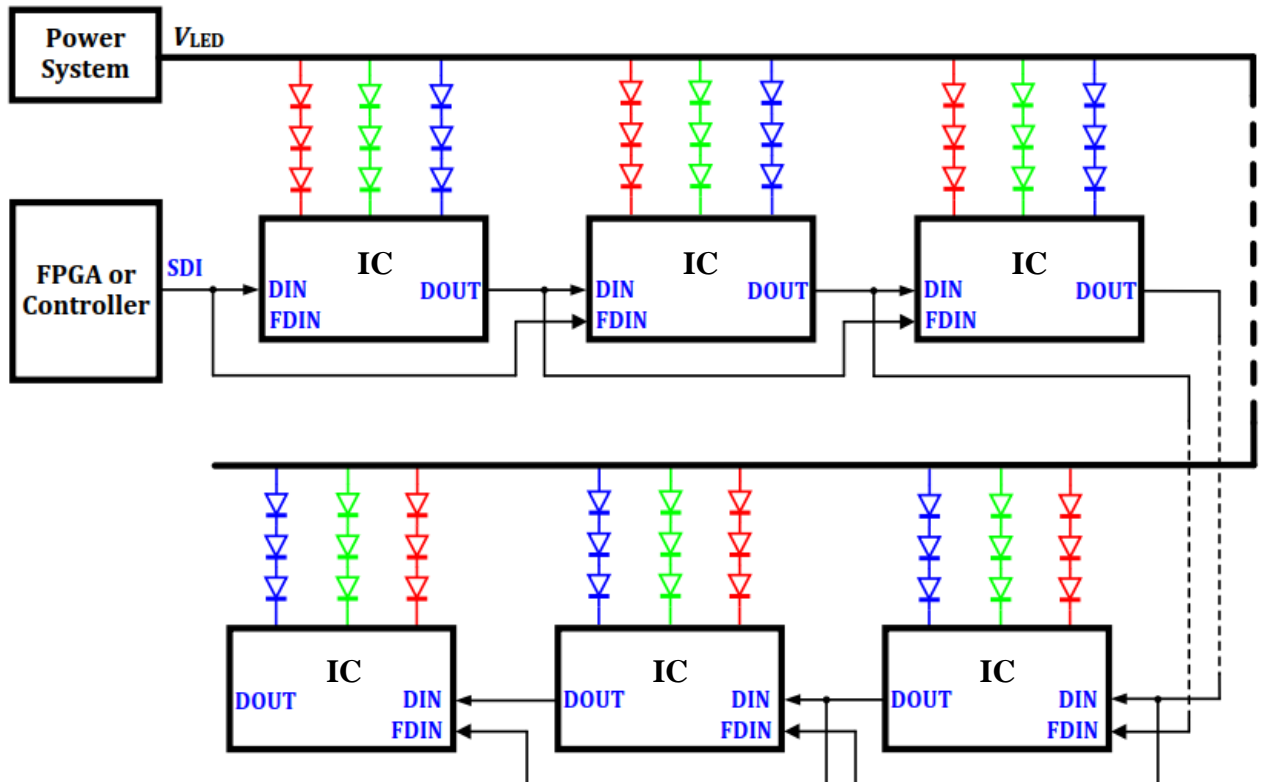 Power
System
VLED
FPGA or
Controller
SDI
IC
DIN
DOUT
FDIN
IC
DIN
DOUT
FDIN
IC
DIN
DOUT
FDIN
IC
DOUT
DIN
FDIN
IC
DOUT
DIN
FDIN
IC
DOUT
DIN
FDIN